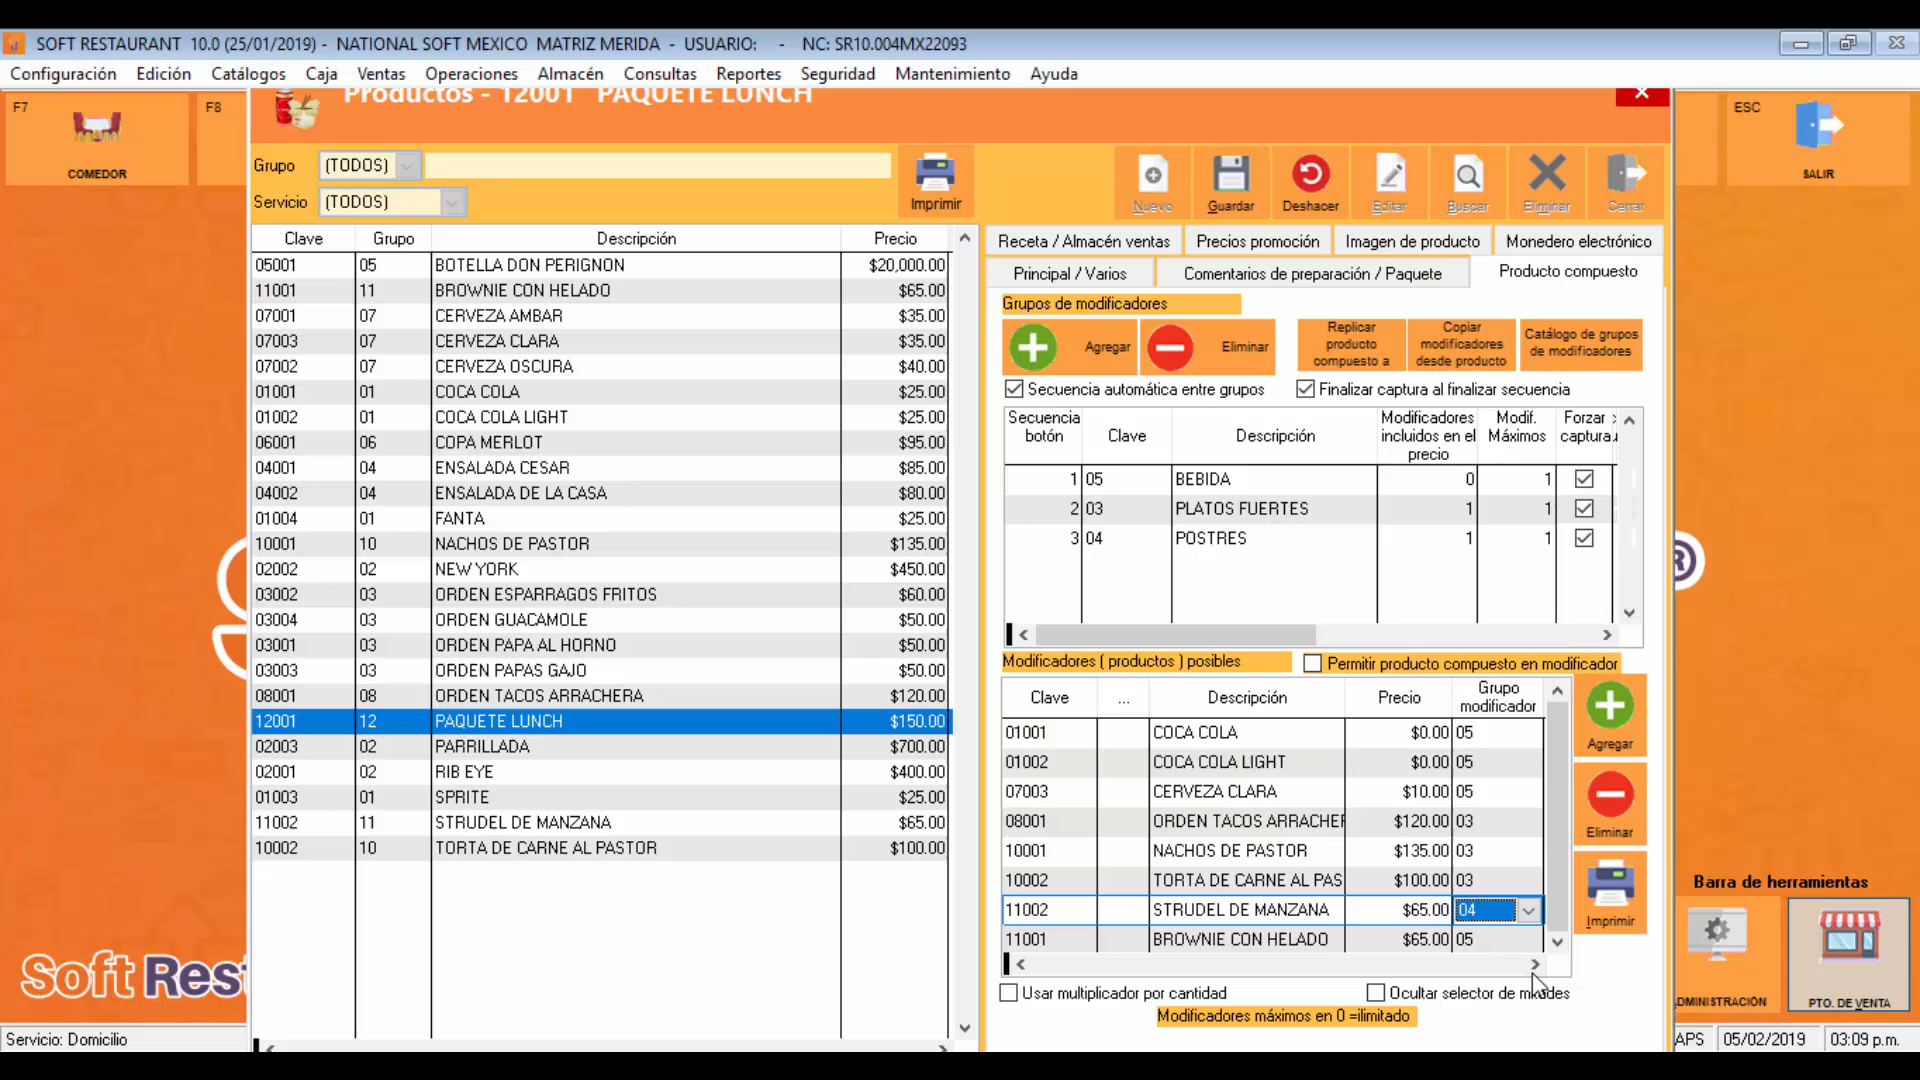 SOFT RESTAURANT 10.0 (25/01/2019) - NATIONAL SOFT MEXICO MATRIZ MERIDA - USUARIO: - NC: SR10.004MX22093
Configuración Edición Catálogos Caja Ventas Operaciones Almacén Consultas Reportes Seguridad Mantenimiento Ayuda
F7
COMEDOR
F8
Productos - 12001 PAQUETE LUNCH
ESC
SALIR
Grupo (TODOS)
Servicio (TODOS)
Imprimir
Nuevo Guardar Deshacer Editar Buscar Eliminar Cerrar
Clave Grupo Descripción Precio
05001 05 BOTELLA DON PERIGNON $20,000.00
11001 11 BROWNIE CON HELADO $65.00
07001 07 CERVEZA AMBAR $35.00
07003 07 CERVEZA CLARA $35.00
07002 07 CERVEZA OSCURA $40.00
01001 01 COCA COLA $25.00
01002 01 COCA COLA LIGHT $25.00
06001 06 COPA MERLOT $95.00
04001 04 ENSALADA CESAR $85.00
04002 04 ENSALADA DE LA CASA $80.00
01004 01 FANTA $25.00
10001 10 NACHOS DE PASTOR $135.00
02002 02 NEW YORK $450.00
03002 03 ORDEN ESPARRAGOS FRITOS $60.00
03004 03 ORDEN GUACAMOLE $50.00
03001 03 ORDEN PAPA AL HORNO $50.00
03003 03 ORDEN PAPAS GAJO $50.00
08001 08 ORDEN TACOS ARRACHERA $120.00
12001 12 PAQUETE LUNCH $150.00
02003 02 PARRILLADA $700.00
02001 02 RIB EYE $400.00
01003 01 SPRITE $25.00
11002 11 STRUDEL DE MANZANA $65.00
10002 10 TORTA DE CARNE AL PASTOR $100.00
Receta / Almacén ventas Precios promoción Imagen de producto Monedero electrónico
Principal / Varios Comentarios de preparación / Paquete Producto compuesto
Grupos de modificadores
Agregar
Eliminar
Replicar
producto
compuesto a
Copiar
modificadores
desde producto
Catálogo de grupos
de modificadores
Secuencia automática entre grupos Finalizar captura al finalizar secuencia
Secuencia
botón
Clave
Descripción
Modificadores
incluidos en el
precio
Modif.
Máximos
Forzar
captura
1 05 BEBIDA 0 1
2 03 PLATOS FUERTES 1 1
3 04 POSTRES 1 1
Modificadores ( productos ) posibles Permitir producto compuesto en modificador
Clave ... Descripción Precio Grupo
modificador
01001 COCA COLA $0.00 05
01002 COCA COLA LIGHT $0.00 05
07003 CERVEZA CLARA $10.00 05
08001 ORDEN TACOS ARRACHER $120.00 03
10001 NACHOS DE PASTOR $135.00 03
10002 TORTA DE CARNE AL PAS $100.00 03
11002 STRUDEL DE MANZANA $65.00 04
11001 BROWNIE CON HELADO $65.00 05
Agregar
Eliminar
Imprimir
Usar multiplicador por cantidad Ocultar selector de
Modificadores máximos en 0 =ilimitado
Soft Rest
®
Barra de herramientas
DMINISTRACIÓN
PTO. DE VENTA
Servicio: Domicilio
APS 05/02/2019 03:09 p.m.